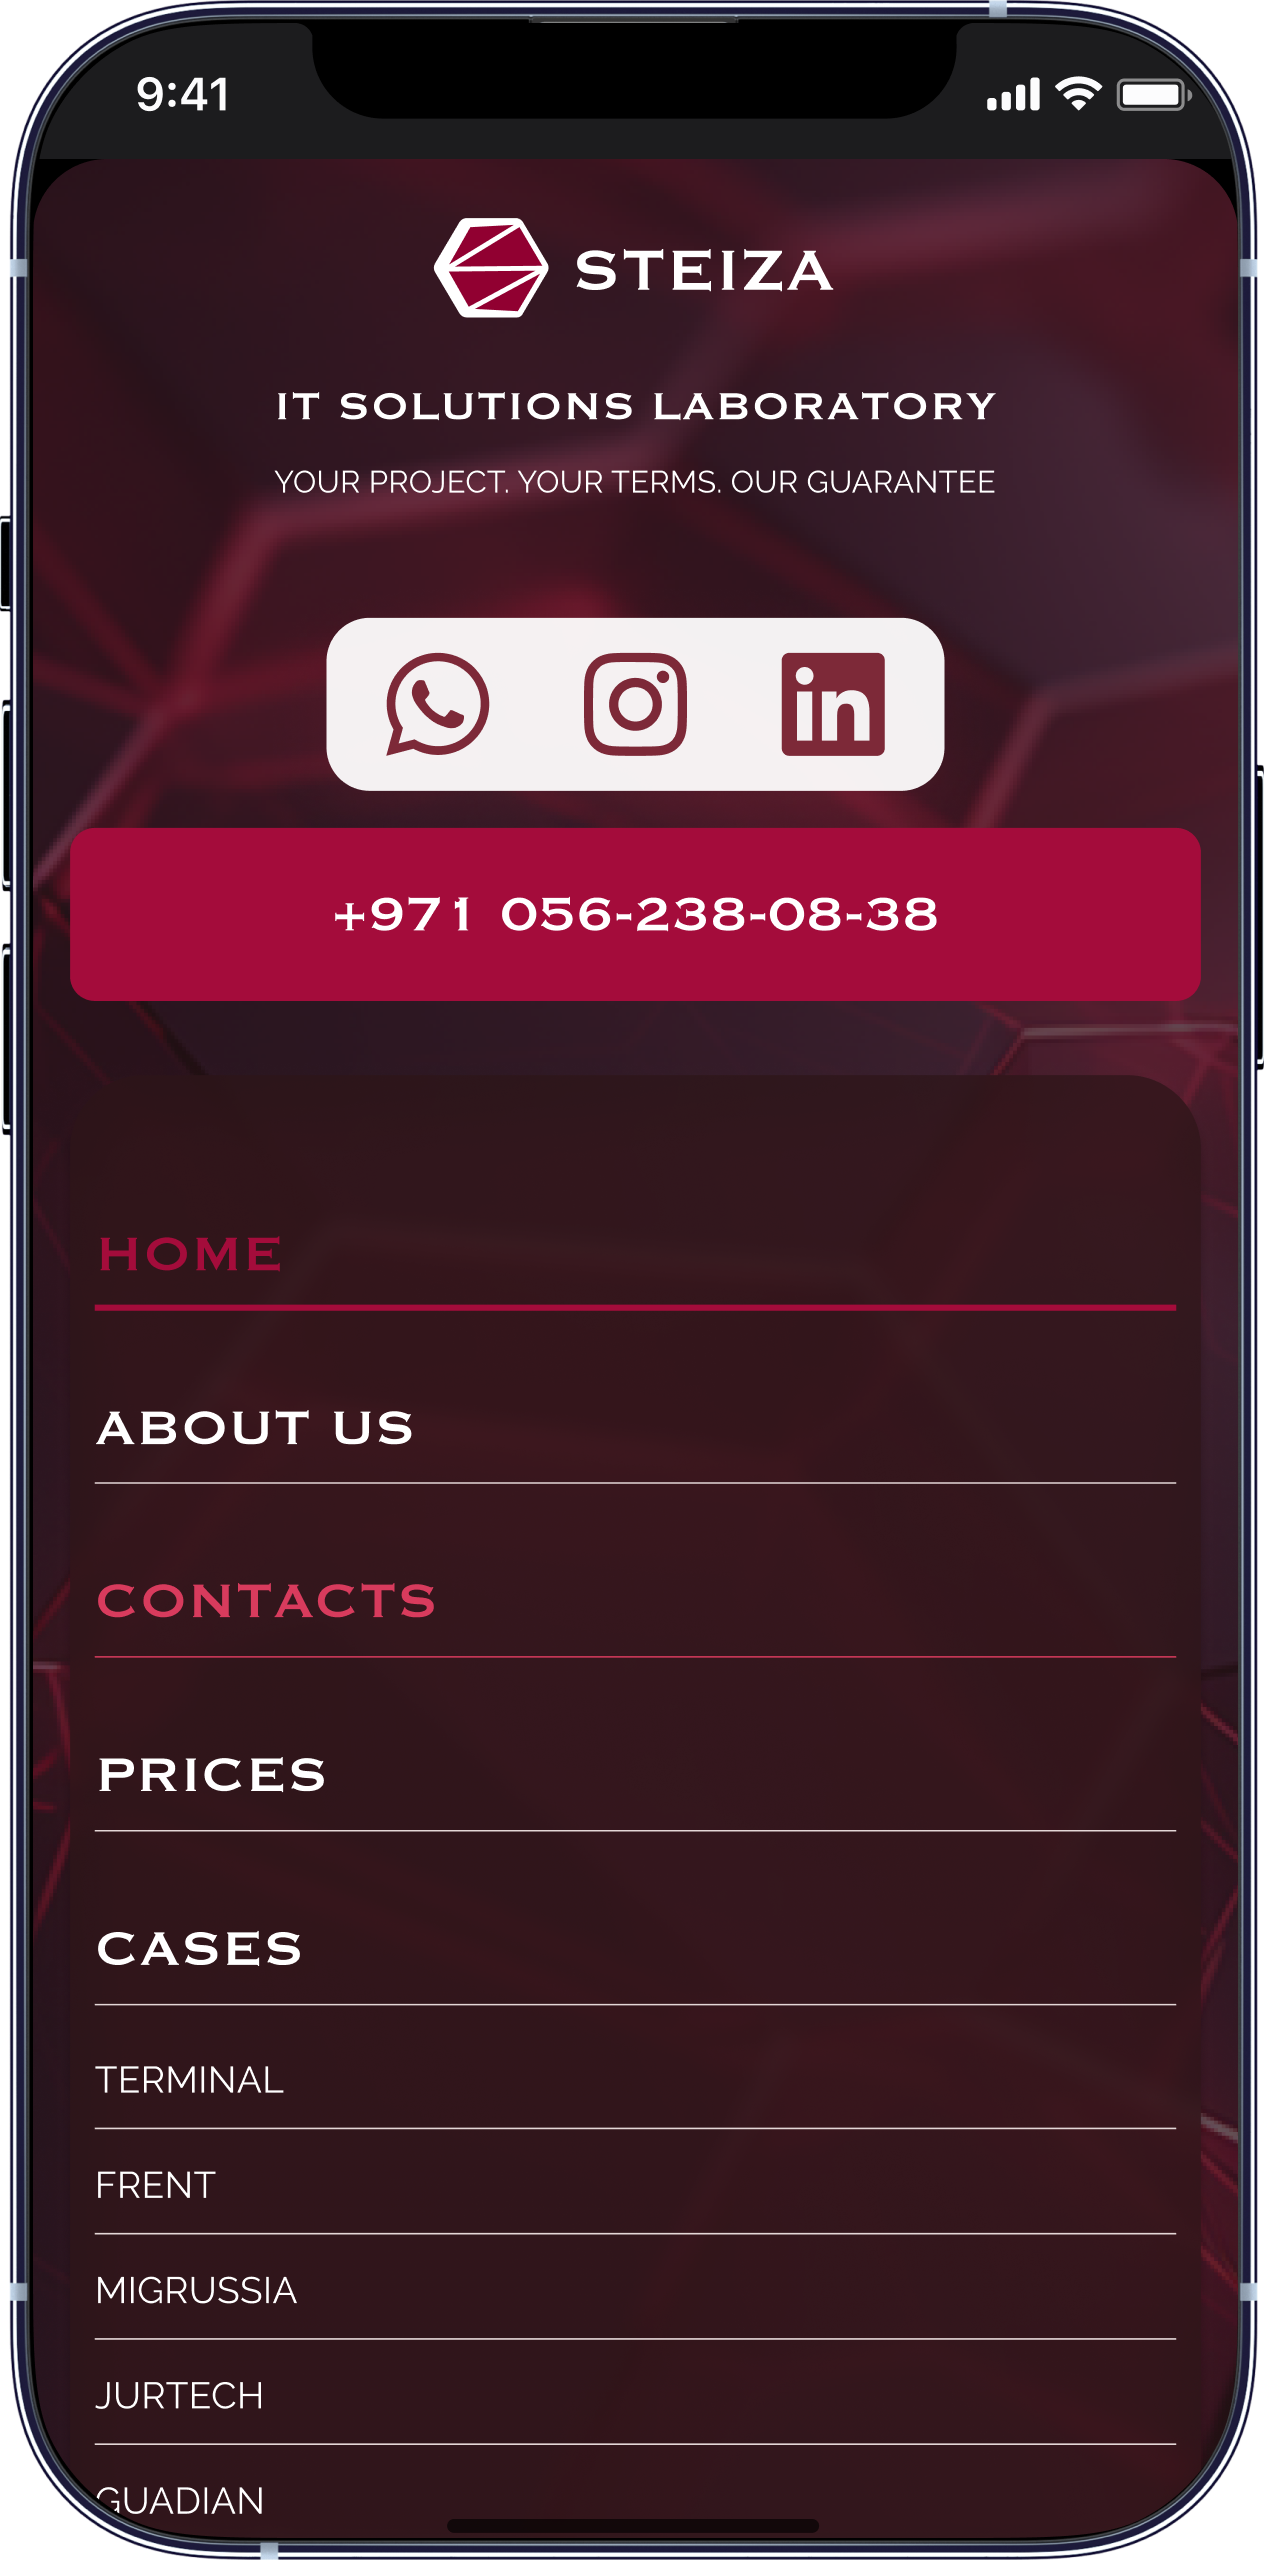 9:41
STEIZA
IT SOLUTIONS LABORATORY
YOUR PROJECT. YOUR TERMS. OUR GUARANTEE
in
+971 056-238-08-38
HOME
ABOUT US
CONTACTS
PRICES
CASES
TERMINAL
FRENT
MIGRUSSIA
JURTECH
GUADIAN